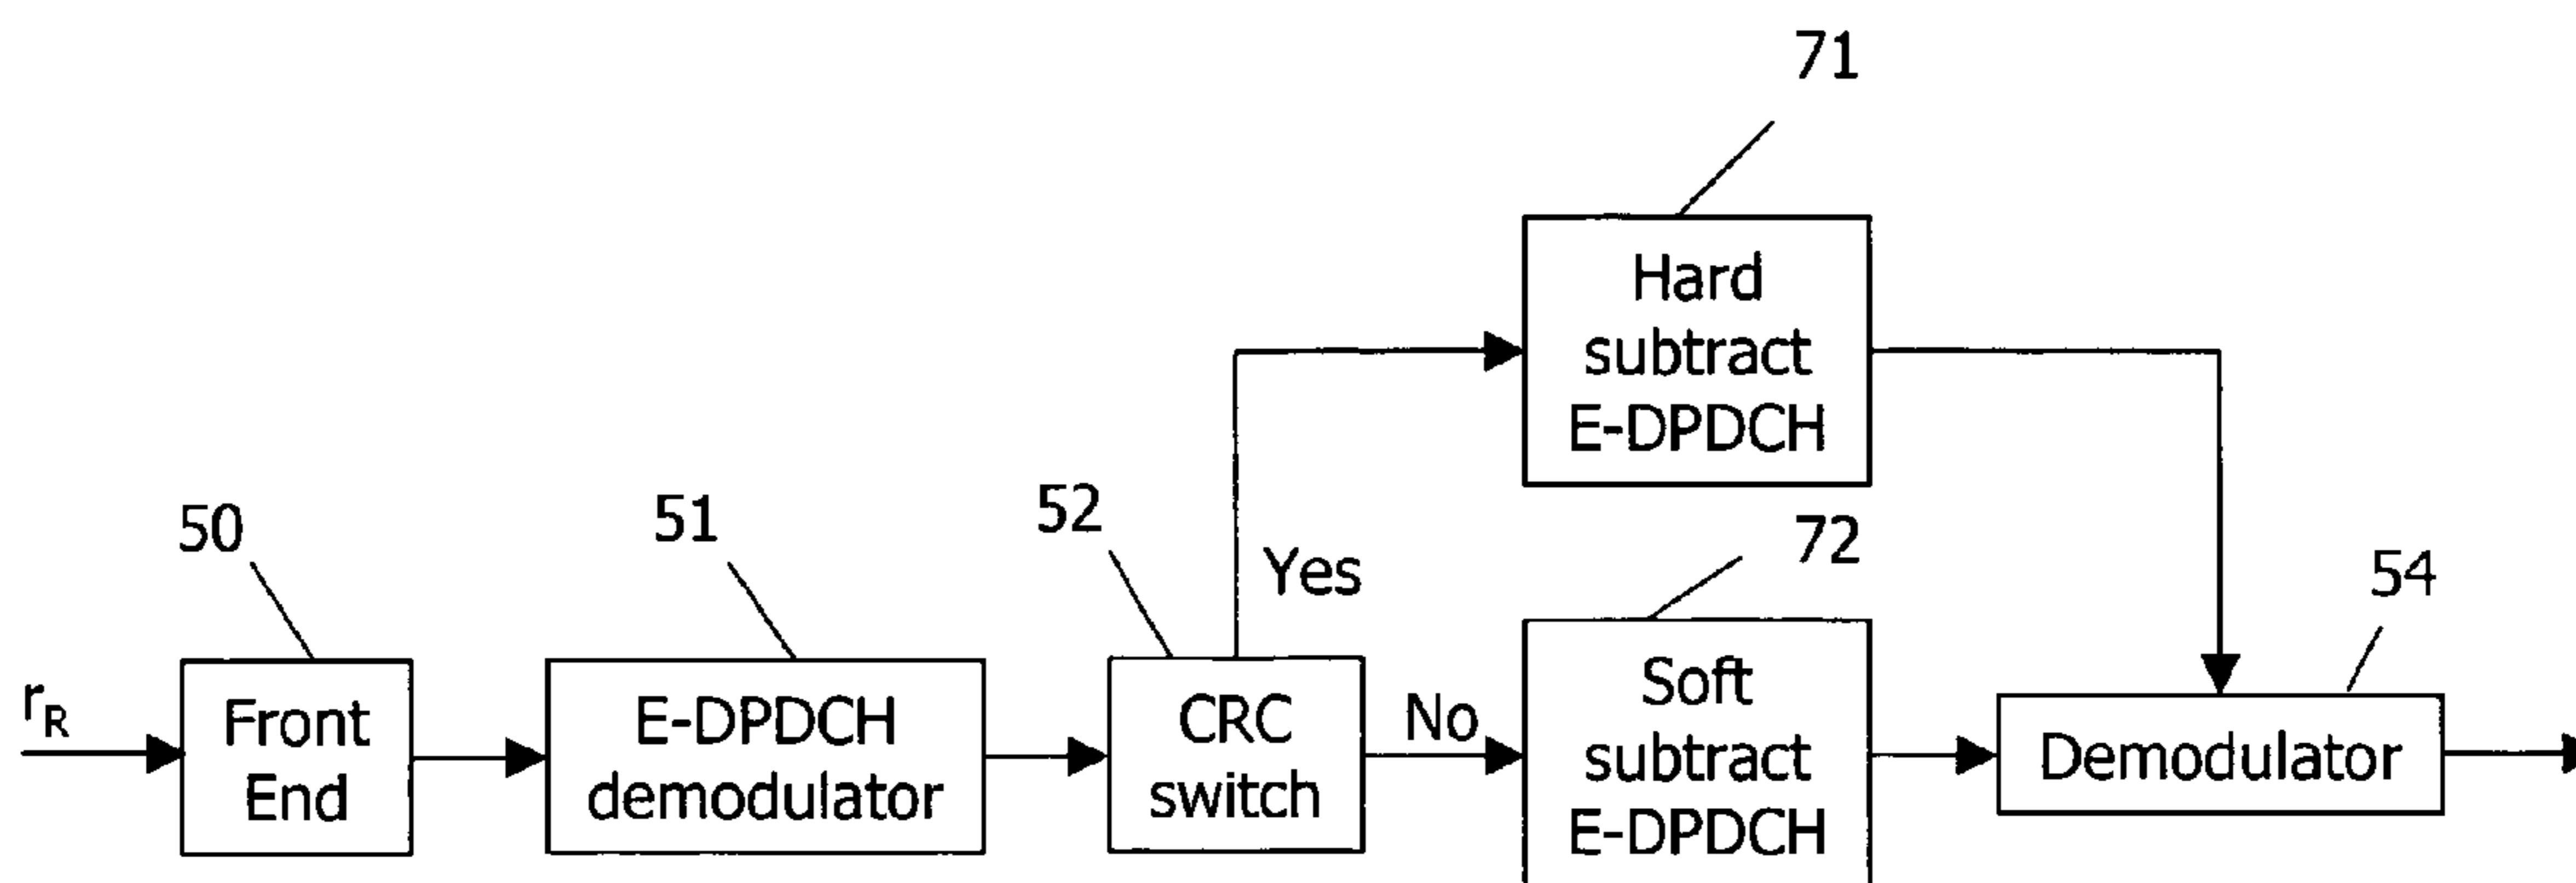 71
Hard
subtract
E-DPDCH
50
51
52
Yes
72
54
r_R
Front
End
E-DPDCH
demodulator
CRC
switch
No
Soft
subtract
E-DPDCH
Demodulator